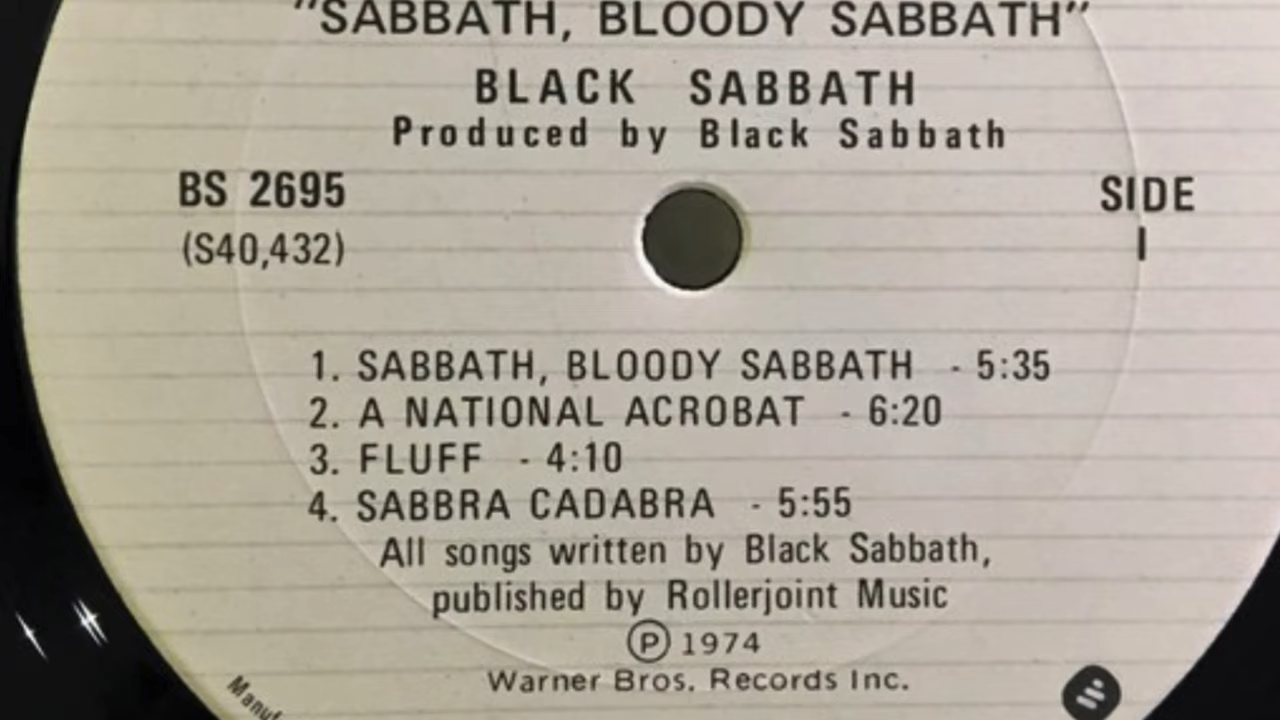 "SABBATH, BLOODY SABBATH"
BLACK SABBATH
Produced by Black Sabbath
BS 2695
(S40,432)
SIDE
1
1. SABBATH, BLOODY SABBATH - 5:35
2. A NATIONAL ACROBAT - 6:20
3. FLUFF - 4:10
4. SABBRA CADABRA - 5:55
All songs written by Black Sabbath,
published by Rollerjoint Music
Ⓟ 1974
Warner Bros. Records Inc.